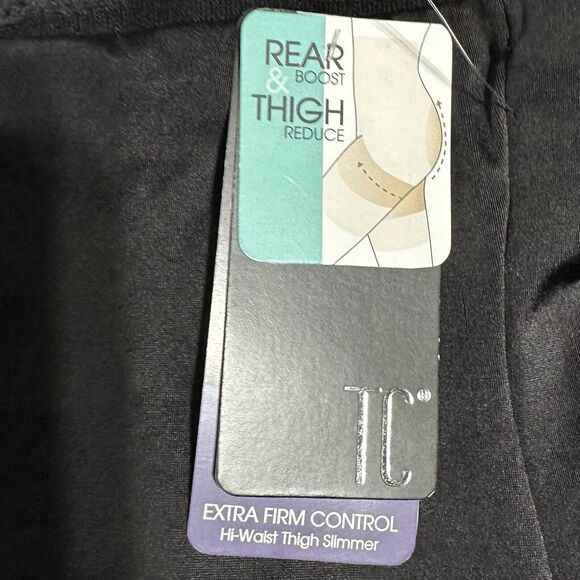 REAR
BOOST
&
THIGH
REDUCE
TC®
EXTRA FIRM CONTROL
Hi-Waist Thigh Slimmer